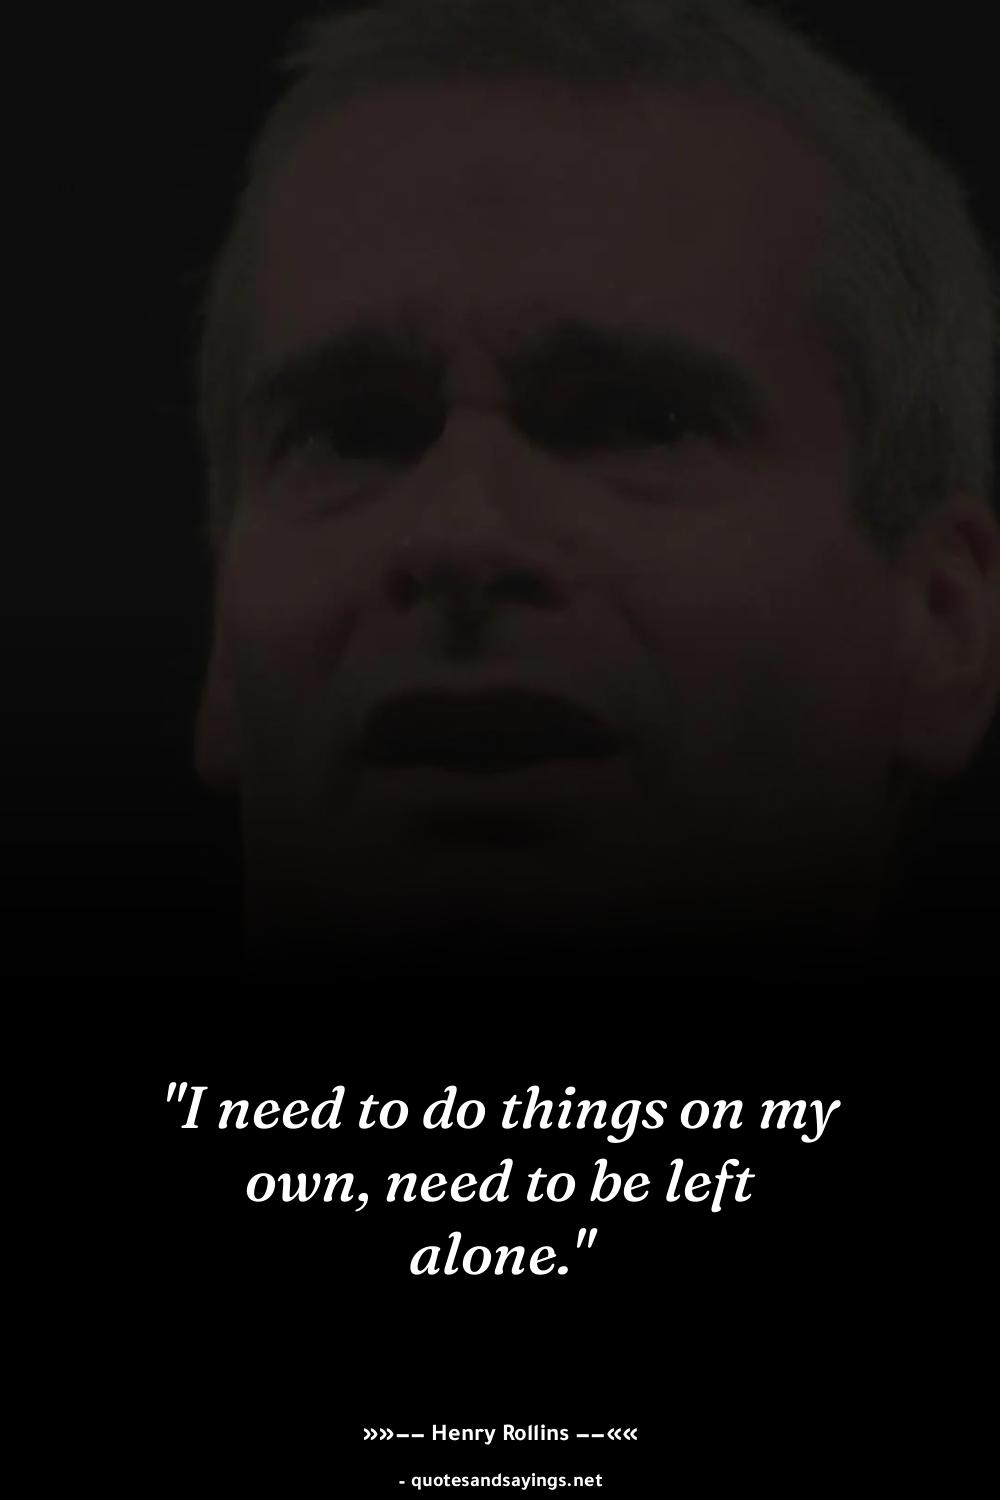 "I need to do things on my
own, need to be left
alone."
»»–– Henry Rollins ––««
- quotesandsayings.net